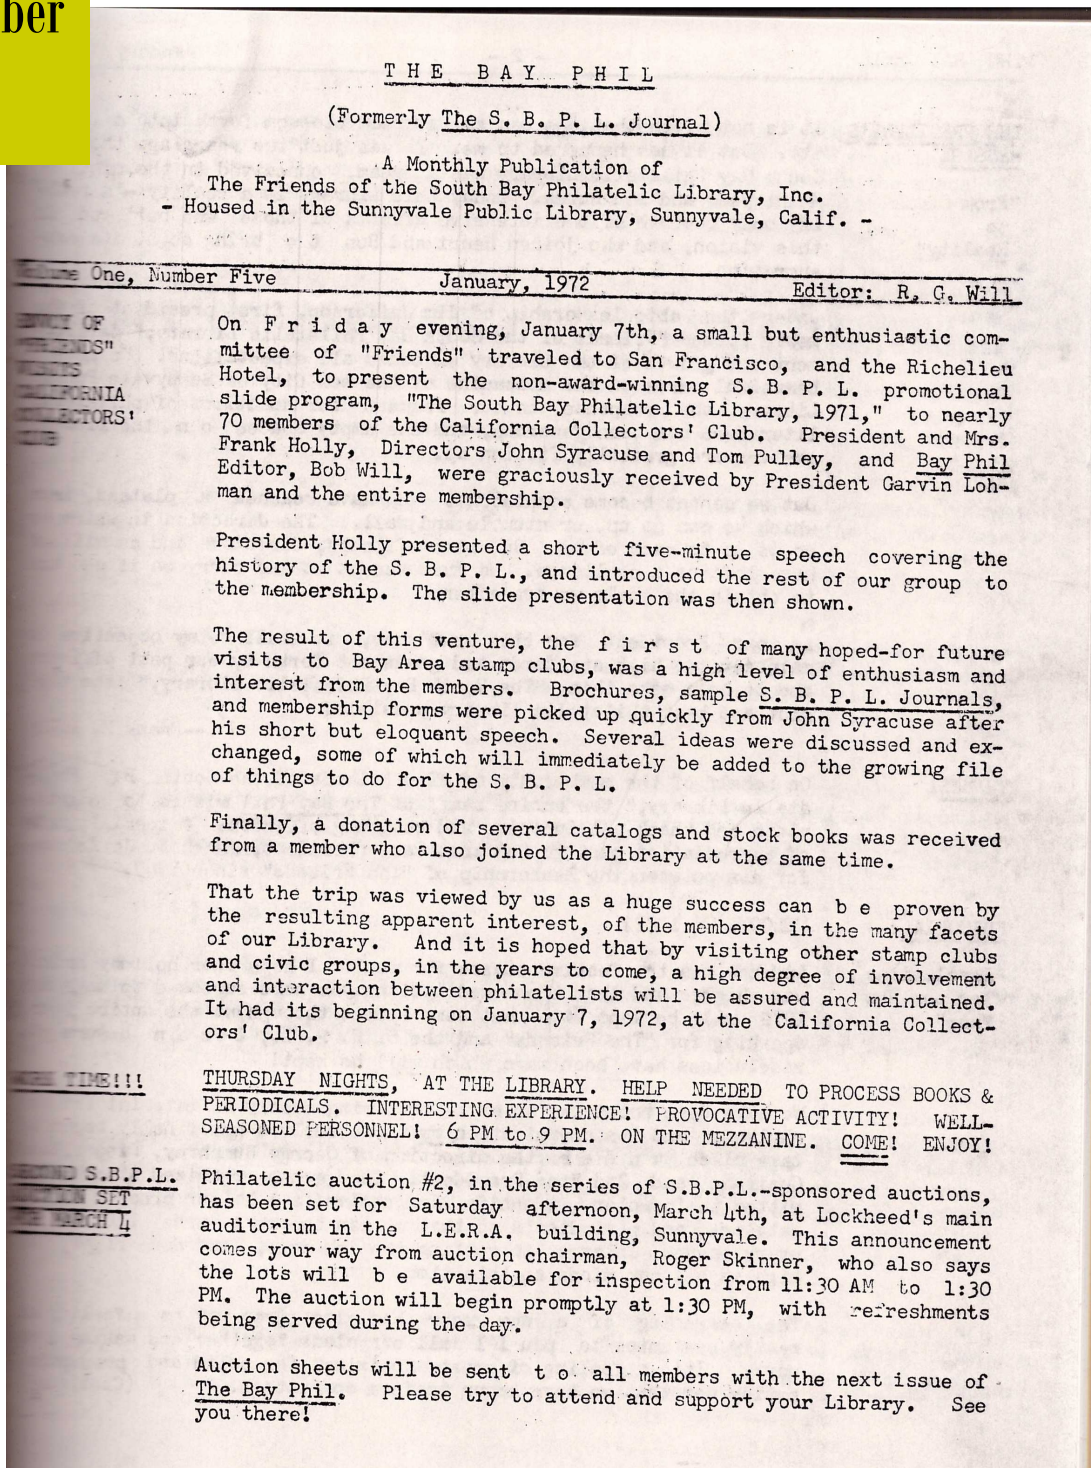 ber
T H E   B A Y   P H I L
(Formerly The S. B. P. L. Journal)
A Monthly Publication of
The Friends of the South Bay Philatelic Library, Inc.
- Housed in the Sunnyvale Public Library, Sunnyvale, Calif. -
One, Number Five January, 1972 Editor: R. G. Will
OF
"FRIENDS"
VISITS
CALIFORNIA
COLLECTORS'
CLUB
On F r i d a y evening, January 7th, a small but enthusiastic com-
mittee of "Friends" traveled to San Francisco, and the Richelieu
Hotel, to present the non-award-winning S. B. P. L. promotional
slide program, "The South Bay Philatelic Library, 1971," to nearly
70 members of the California Collectors' Club. President and Mrs.
Frank Holly, Directors John Syracuse and Tom Pulley, and Bay Phil
Editor, Bob Will, were graciously received by President Garvin Loh-
man and the entire membership.
President Holly presented a short five-minute speech covering the
history of the S. B. P. L., and introduced the rest of our group to
the membership. The slide presentation was then shown.
The result of this venture, the f i r s t of many hoped-for future
visits to Bay Area stamp clubs, was a high level of enthusiasm and
interest from the members. Brochures, sample S. B. P. L. Journals,
and membership forms were picked up quickly from John Syracuse after
his short but eloquent speech. Several ideas were discussed and ex-
changed, some of which will immediately be added to the growing file
of things to do for the S. B. P. L.
Finally, a donation of several catalogs and stock books was received
from a member who also joined the Library at the same time.
That the trip was viewed by us as a huge success can b e proven by
the resulting apparent interest, of the members, in the many facets
of our Library. And it is hoped that by visiting other stamp clubs
and civic groups, in the years to come, a high degree of involvement
and interaction between philatelists will be assured and maintained.
It had its beginning on January 7, 1972, at the California Collect-
ors' Club.
TIME!!!
THURSDAY NIGHTS, AT THE LIBRARY. HELP NEEDED TO PROCESS BOOKS &
PERIODICALS. INTERESTING EXPERIENCE! PROVOCATIVE ACTIVITY! WELL-
SEASONED PERSONNEL! 6 PM to 9 PM. ON THE MEZZANINE. COME! ENJOY!
SECOND S.B.P.L.
AUCTION SET
FOR MARCH 4
Philatelic auction #2, in the series of S.B.P.L.-sponsored auctions,
has been set for Saturday afternoon, March 4th, at Lockheed's main
auditorium in the L.E.R.A. building, Sunnyvale. This announcement
comes your way from auction chairman, Roger Skinner, who also says
the lots will b e available for inspection from 11:30 AM to 1:30
PM. The auction will begin promptly at 1:30 PM, with refreshments
being served during the day.
Auction sheets will be sent t o all members with the next issue of
The Bay Phil. Please try to attend and support your Library. See
you there!